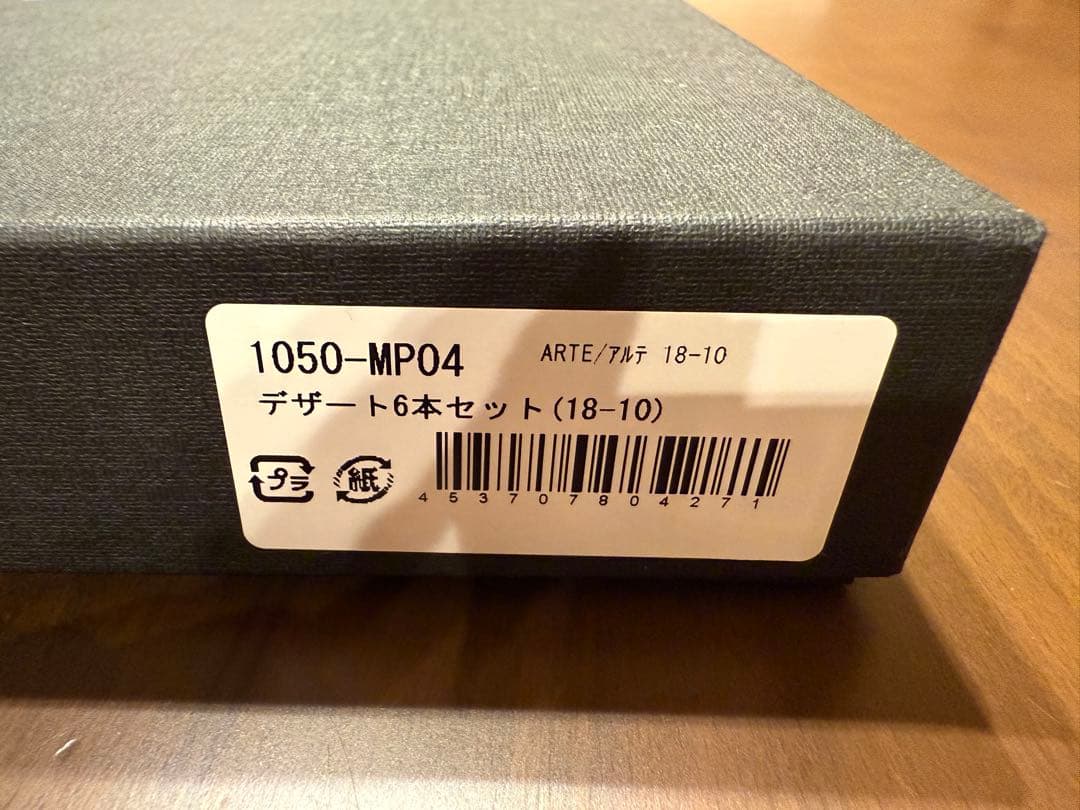 1050-MP04
ARTE/アルテ 18-10
デザート6本セット(18-10)
プラ
紙
453707804271